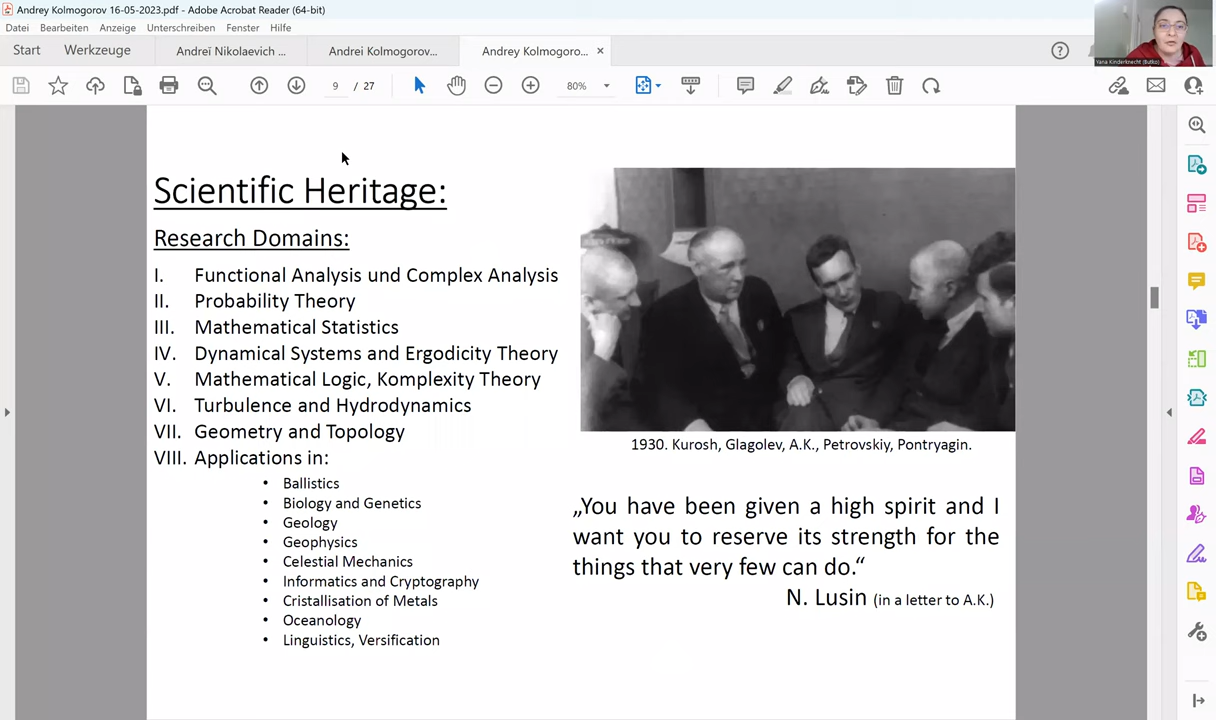 Andrey Kolmogorov 16-05-2023.pdf - Adobe Acrobat Reader (64-bit)
Datei Bearbeiten Anzeige Unterschreiben Fenster Hilfe
Start Werkzeuge Andreï Nikolaevich ... Andrei Kolmogorov... Andrey Kolmogoro... ×
Yana Kinderknecht (Butko)
9 / 27 80%
Scientific Heritage:
Research Domains:
I. Functional Analysis und Complex Analysis
II. Probability Theory
III. Mathematical Statistics
IV. Dynamical Systems and Ergodicity Theory
V. Mathematical Logic, Komplexity Theory
VI. Turbulence and Hydrodynamics
VII. Geometry and Topology
VIII. Applications in:
• Ballistics
• Biology and Genetics
• Geology
• Geophysics
• Celestial Mechanics
• Informatics and Cryptography
• Cristallisation of Metals
• Oceanology
• Linguistics, Versification
1930. Kurosh, Glagolev, A.K., Petrovskiy, Pontryagin.
„You have been given a high spirit and I
want you to reserve its strength for the
things that very few can do.“
N. Lusin (in a letter to A.K.)